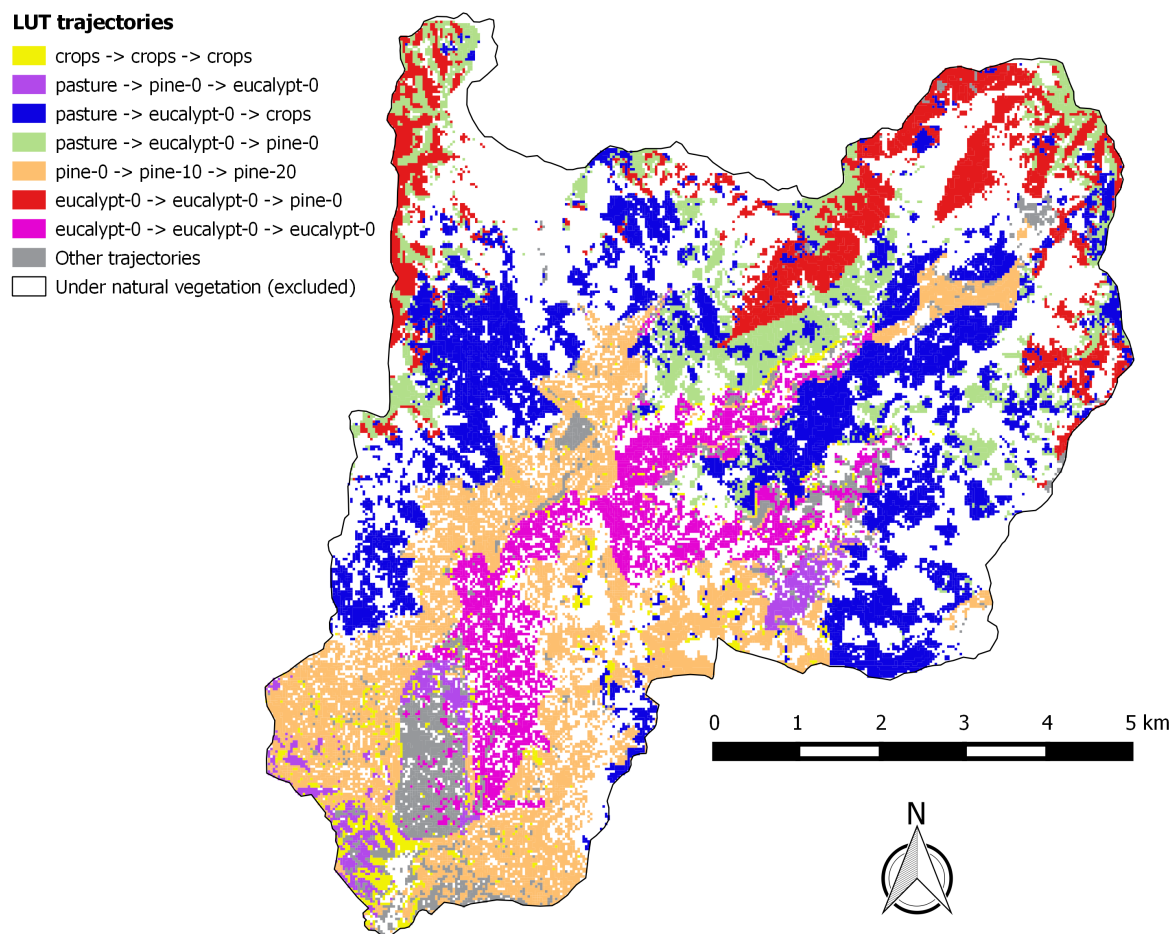 LUT trajectories
crops -> crops -> crops
pasture -> pine-0 -> eucalypt-0
pasture -> eucalypt-0 -> crops
pasture -> eucalypt-0 -> pine-0
pine-0 -> pine-10 -> pine-20
eucalypt-0 -> eucalypt-0 -> pine-0
eucalypt-0 -> eucalypt-0 -> eucalypt-0
Other trajectories
Under natural vegetation (excluded)
0 1 2 3 4 5 km
N